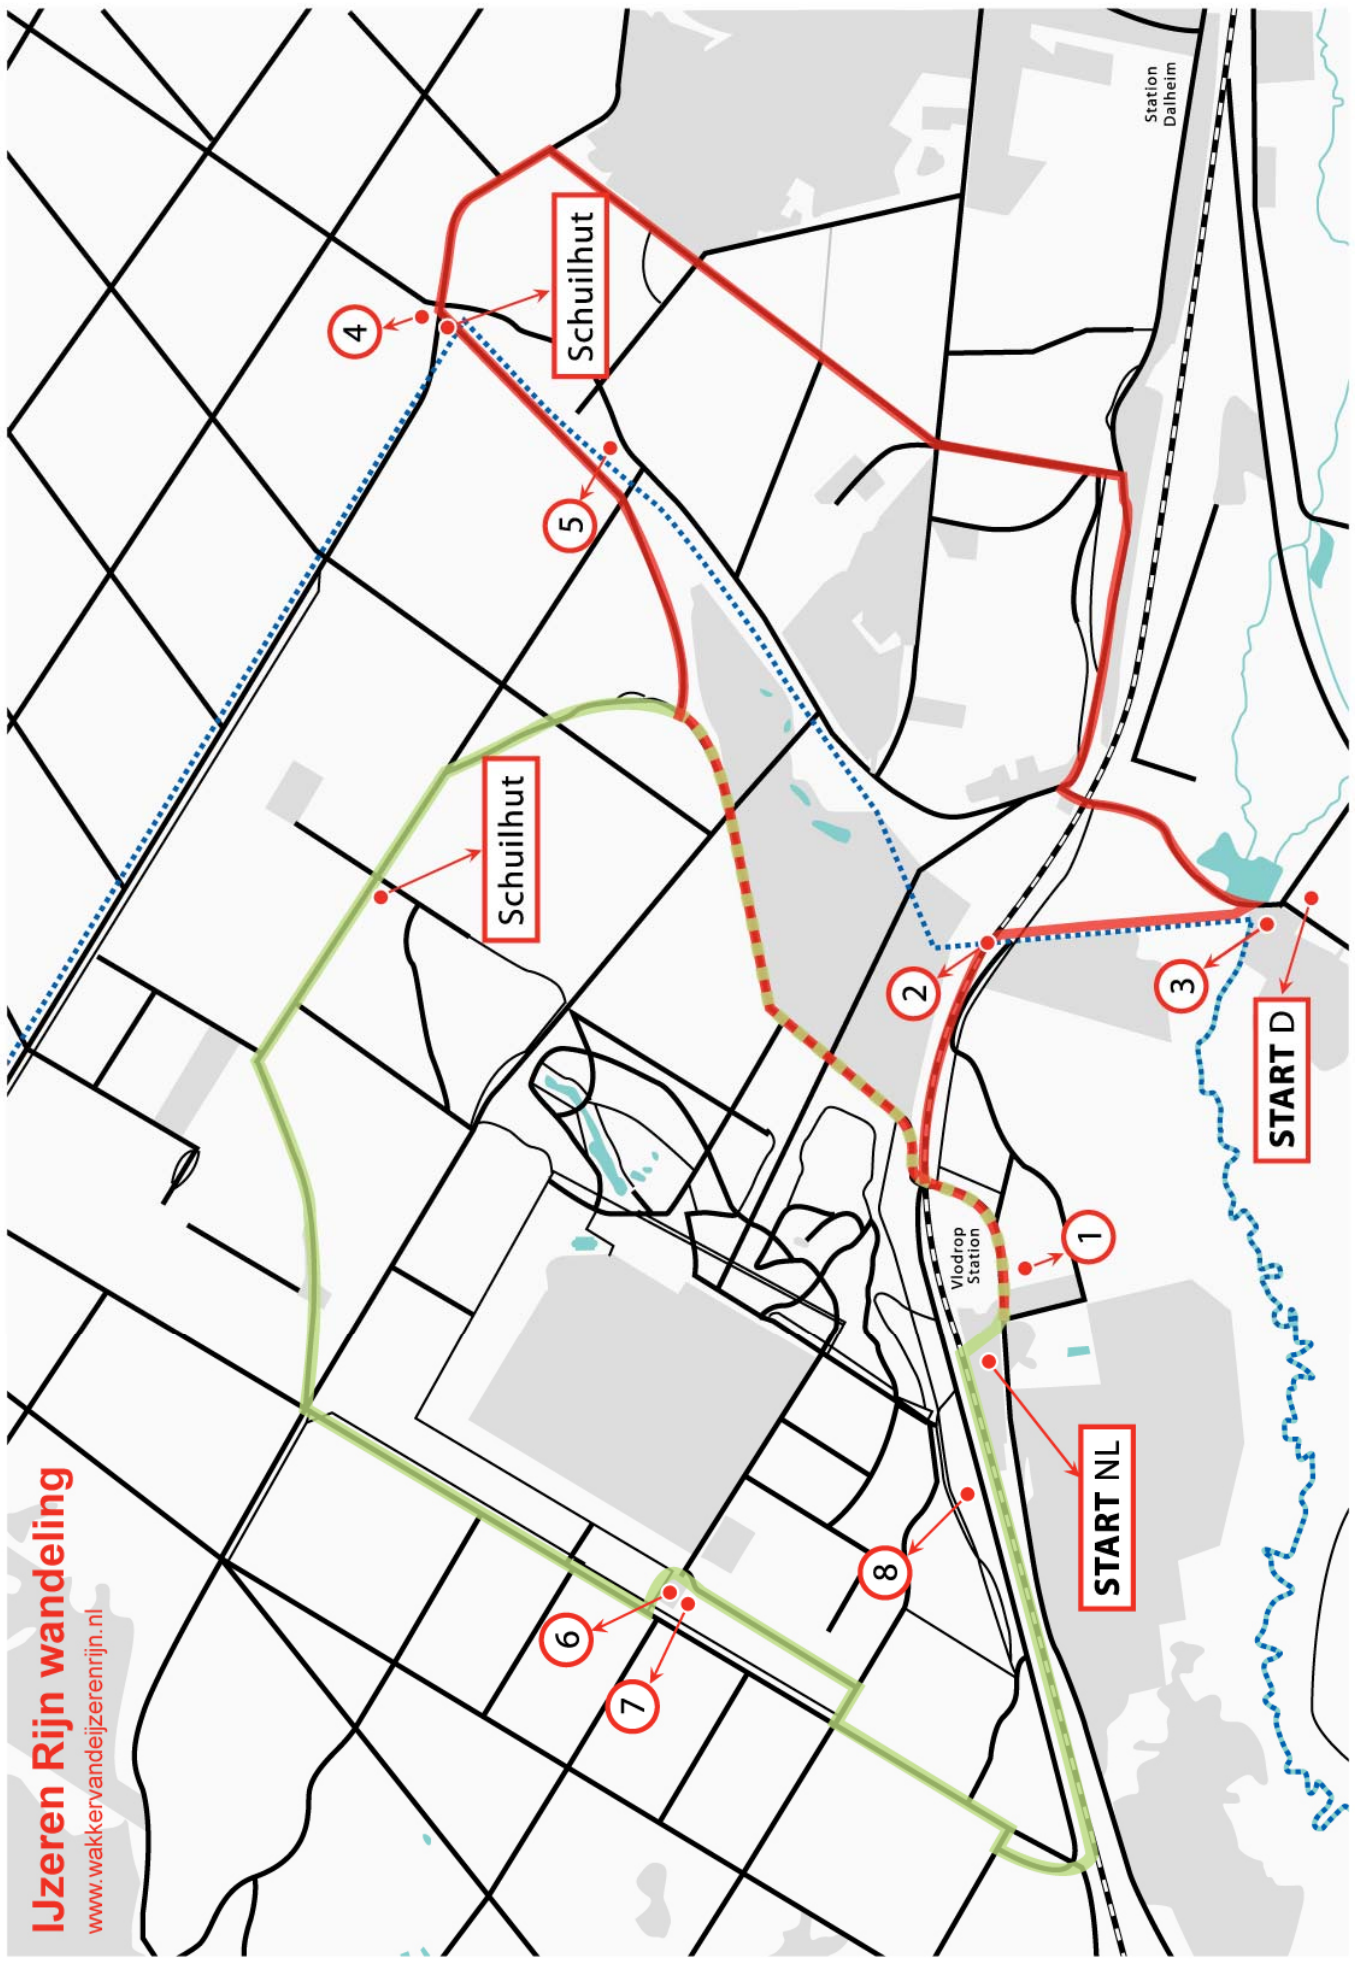 IJzeren Rijn wandeling
www.wakkervandeijzerenrijn.nl
6
7
8
START NL
1
Vlodrop
Station
Schuilhut
2
3
START D
5
4
Schuilhut
Station
Dalheim